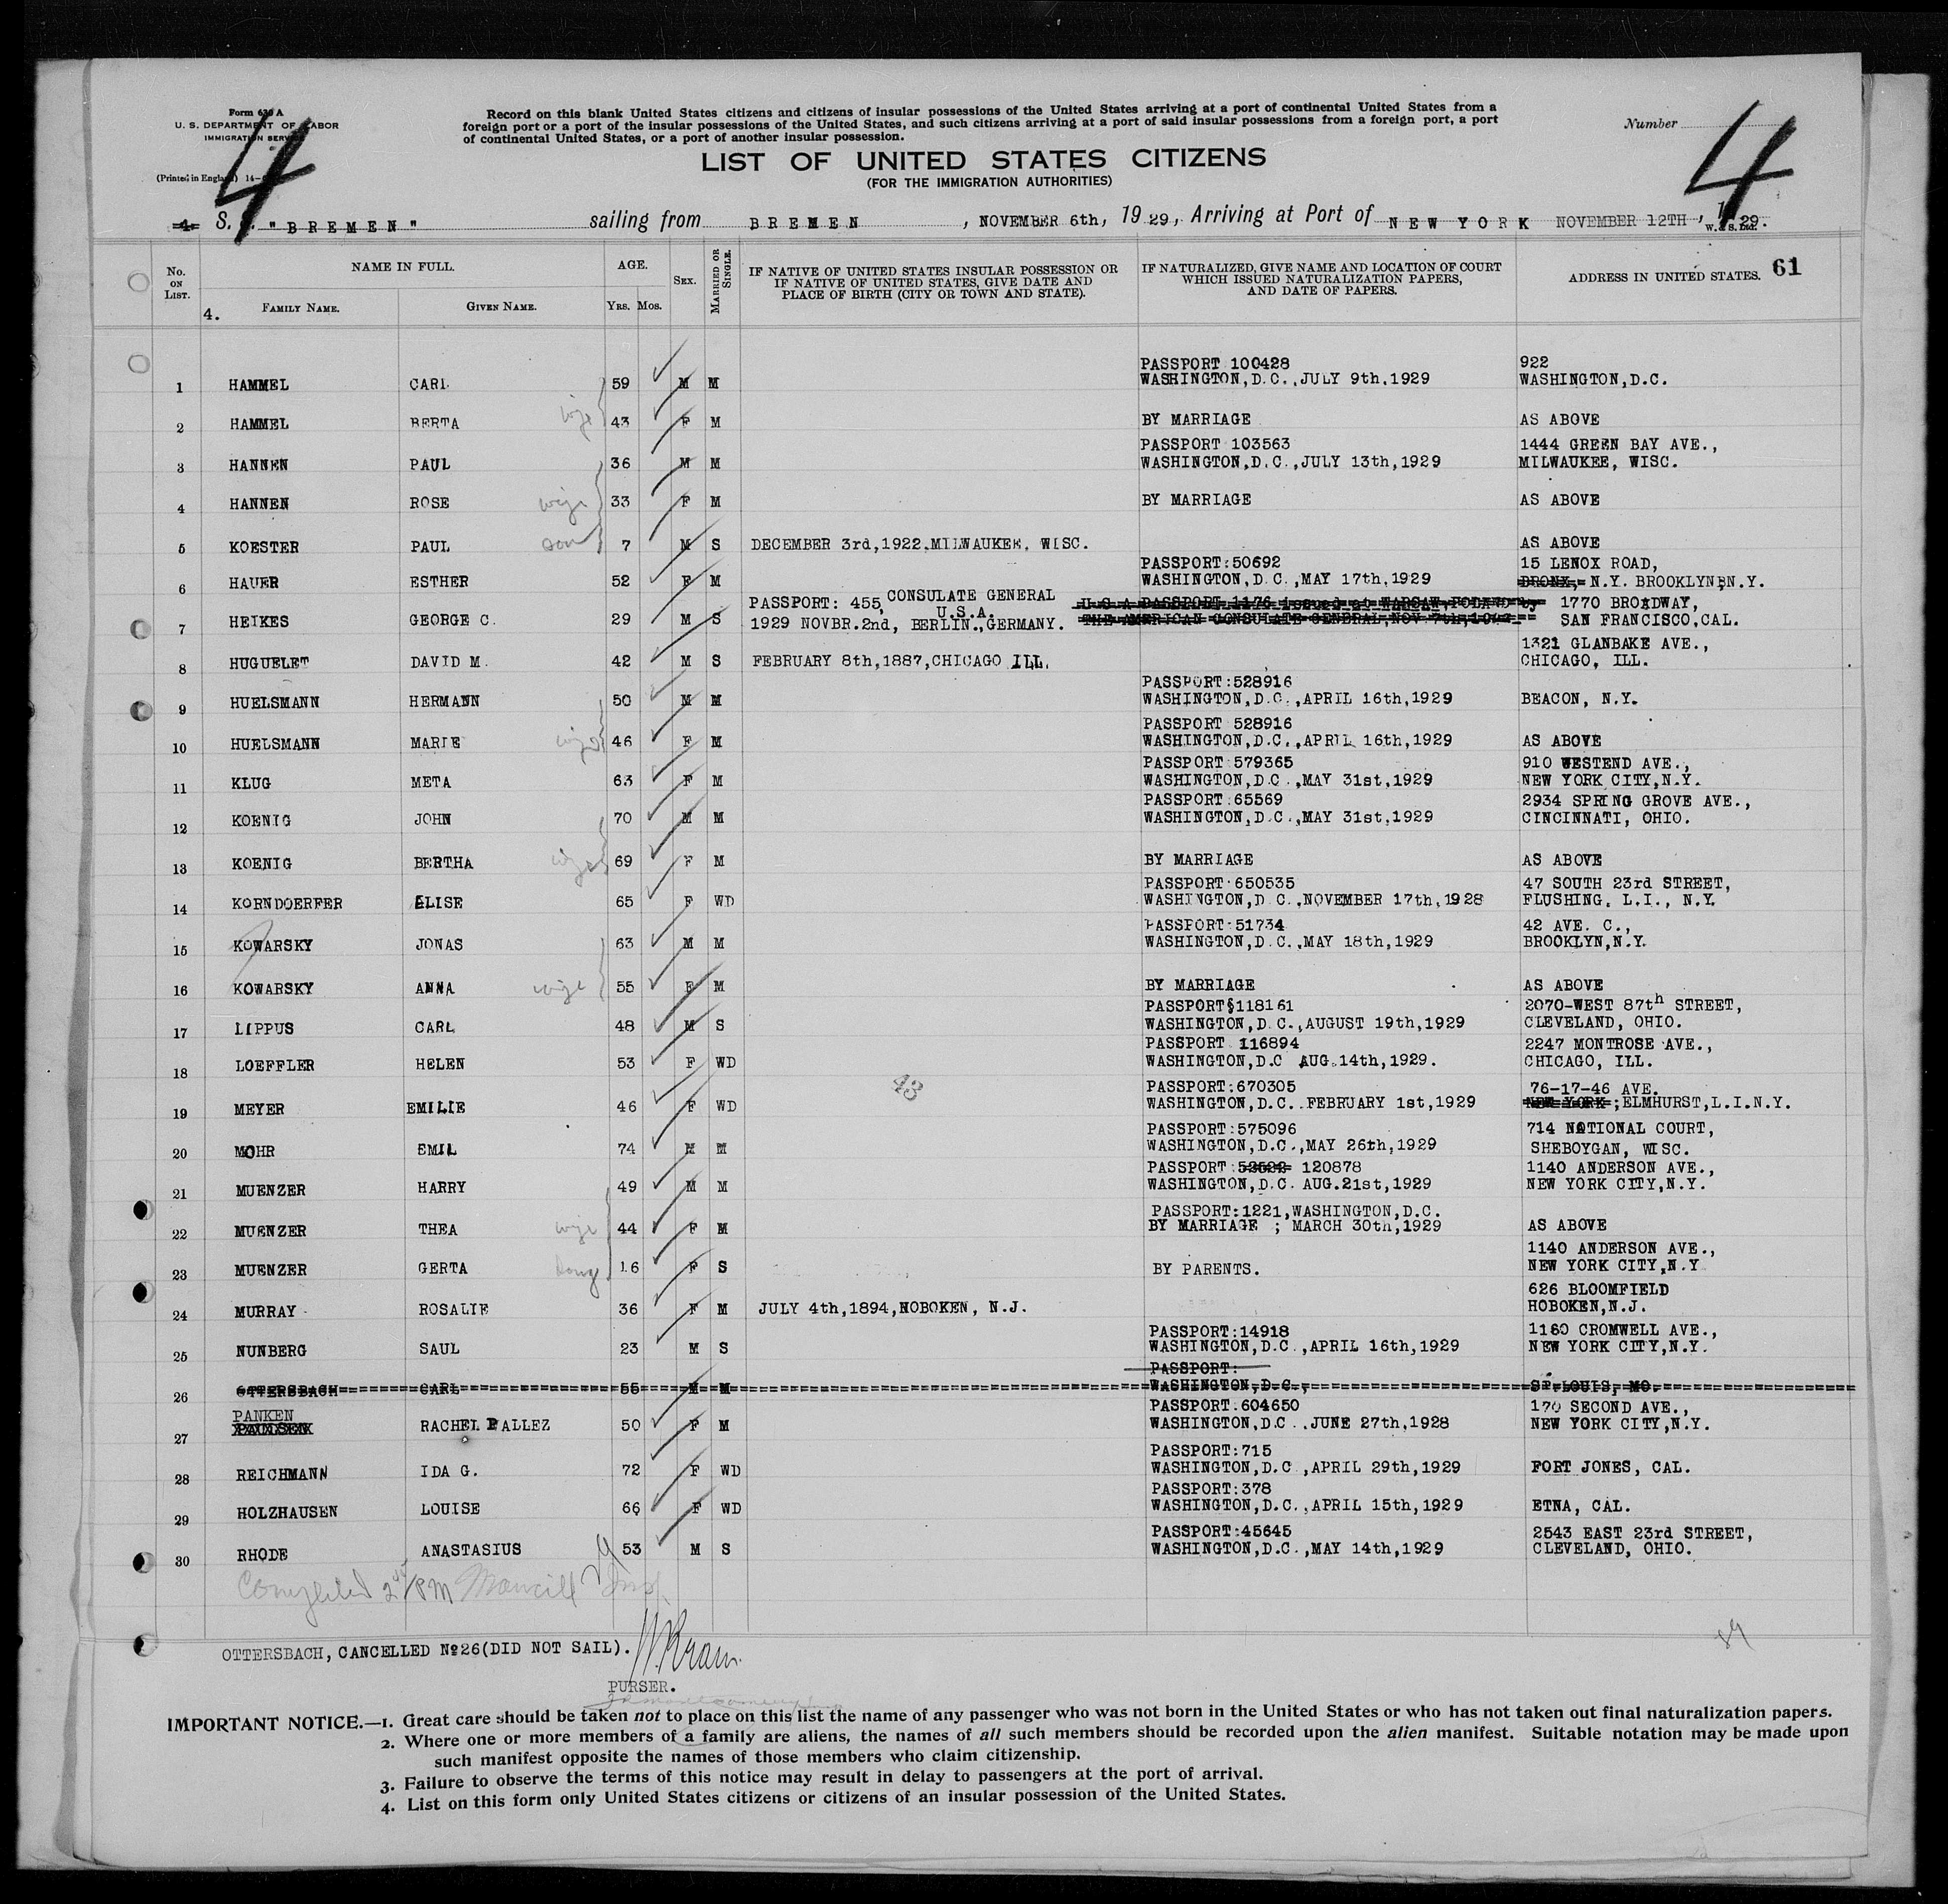 Form 630 A
U. S. DEPARTMENT OF LABOR
IMMIGRATION SERVICE
(Printed in England) 14-
4
Record on this blank United States citizens and citizens of insular possessions of the United States arriving at a port of continental United States from a
foreign port or a port of the insular possessions of the United States, and such citizens arriving at a port of said insular possessions from a foreign port, a port
of continental United States, or a port of another insular possession.
Number
4
LIST OF UNITED STATES CITIZENS
(FOR THE IMMIGRATION AUTHORITIES)
4. S. S. "BREMEN" sailing from BREMEN, NOVEMBER 6th, 1929, Arriving at Port of NEW YORK NOVEMBER 12TH, 1929.
W. & S. Ltd.
No. ON LIST. NAME IN FULL. AGE. SEX. MARRIED OR SINGLE. IF NATIVE OF UNITED STATES INSULAR POSSESSION OR IF NATIVE OF UNITED STATES, GIVE DATE AND PLACE OF BIRTH (CITY OR TOWN AND STATE). IF NATURALIZED, GIVE NAME AND LOCATION OF COURT WHICH ISSUED NATURALIZATION PAPERS, AND DATE OF PAPERS. ADDRESS IN UNITED STATES. 61
4. FAMILY NAME. GIVEN NAME. YRS. MOS.
PASSPORT 100428 922
1 HAMMEL CARL 59 M M WASHINGTON,D.C.,JULY 9th,1929 WASHINGTON,D.C.
2 HAMMEL BERTA wife 43 F M BY MARRIAGE AS ABOVE
PASSPORT 103563 1444 GREEN BAY AVE.,
3 HANNEN PAUL 36 M M WASHINGTON,D.C.,JULY 13th,1929 MILWAUKEE, WISC.
4 HANNEN ROSE wife 33 F M BY MARRIAGE AS ABOVE
5 KOESTER PAUL son 7 M S DECEMBER 3rd,1922,MILWAUKEE, WISC. AS ABOVE
PASSPORT:50692 15 LENOX ROAD,
6 HAUER ESTHER 52 F M WASHINGTON,D.C.,MAY 17th,1929 BRONX, N.Y. BROOKLYN,N.Y.
PASSPORT: 455, CONSULATE GENERAL U.S.A. U S A PASSPORT 1176 issued at WARSAW,POLAND by 1770 BROADWAY,
7 HEIKES GEORGE C. 29 M S 1929 NOVBR.2nd, BERLIN.,GERMANY. THE AMERICAN CONSULATE GENERAL,NOV 7th, SAN FRANCISCO,CAL.
1321 GLANBAKE AVE.,
8 HUGUELET DAVID M. 42 M S FEBRUARY 8th,1887,CHICAGO ILL. CHICAGO, ILL.
PASSPORT:528916
9 HUELSMANN HERMANN 50 M M WASHINGTON,D.C.,APRIL 16th,1929 BEACON, N.Y.
PASSPORT 528916
10 HUELSMANN MARIE wife 46 F M WASHINGTON,D.C.,APRIL 16th,1929 AS ABOVE
PASSPORT 579365 910 WESTEND AVE.,
11 KLUG META 63 F M WASHINGTON,D.C.,MAY 31st,1929 NEW YORK CITY,N.Y.
PASSPORT:65569 2934 SPRING GROVE AVE.,
12 KOENIG JOHN 70 M M WASHINGTON,D.C.,MAY 31st,1929 CINCINNATI, OHIO.
13 KOENIG BERTHA wife 69 F M BY MARRIAGE AS ABOVE
PASSPORT:650535 47 SOUTH 23rd STREET,
14 KORNDOERFER ELISE 65 F WD WASHINGTON,D.C.,NOVEMBER 17th,1928 FLUSHING, L.I., N.Y.
PASSPORT:51734 42 AVE. C.,
15 KOWARSKY JONAS 63 M M WASHINGTON,D.C.,MAY 18th,1929 BROOKLYN,N.Y.
16 KOWARSKY ANNA wife 55 F M BY MARRIAGE AS ABOVE
PASSPORT§118161 2070-WEST 87th STREET,
17 LIPPUS CARL 48 M S WASHINGTON,D.C.,AUGUST 19th,1929 CLEVELAND, OHIO.
PASSPORT 116894 2247 MONTROSE AVE.,
18 LOEFFLER HELEN 53 F WD WASHINGTON,D.C AUG.14th,1929. CHICAGO, ILL.
43
PASSPORT:670305 76-17-46 AVE.
19 MEYER EMILIE 46 F WD WASHINGTON,D.C..FEBRUARY 1st,1929 NEW YORK ;ELMHURST,L.I.N.Y.
PASSPORT:575096 714 NATIONAL COURT,
20 MOHR EMIL 74 M M WASHINGTON,D.C.,MAY 26th,1929 SHEBOYGAN, WISC.
PASSPORT 120878 1140 ANDERSON AVE.,
21 MUENZER HARRY 49 M M WASHINGTON,D.C. AUG.21st,1929 NEW YORK CITY,N.Y.
PASSPORT:1221,WASHINGTON,D.C.
22 MUENZER THEA wife 44 F M BY MARRIAGE ; MARCH 30th,1929 AS ABOVE
1140 ANDERSON AVE.,
23 MUENZER GERTA daug 16 F S BY PARENTS. NEW YORK CITY,N.Y
626 BLOOMFIELD
24 MURRAY ROSALIE 36 F M JULY 4th,1894,HOBOKEN, N.J. HOBOKEN,N.J.
PASSPORT:14918 1160 CROMWELL AVE.,
25 NUNBERG SAUL 23 M S WASHINGTON,D.C.,APRIL 16th,1929 NEW YORK CITY,N.Y.
PASSPORT:
26 OTTERSBACH CARL 55 M M WASHINGTON,D.C., ST.LOUIS, MO.
PANKEN PASSPORT.604650 170 SECOND AVE.,
27 PAULSEN RACHEL PALLEZ 50 F M WASHINGTON,D.C..JUNE 27th,1928 NEW YORK CITY,N.Y.
PASSPORT:715
28 REICHMANN IDA G. 72 F WD WASHINGTON,D.C.,APRIL 29th,1929 FORT JONES, CAL.
PASSPORT:378
29 HOLZHAUSEN LOUISE 66 F WD WASHINGTON,D.C.,APRIL 15th,1929 ETNA, CAL.
PASSPORT:45645 2543 EAST 23rd STREET,
30 RHODE ANASTASIUS 53 M S WASHINGTON,D.C.,MAY 14th,1929 CLEVELAND, OHIO.
29
Completed 2 45 PM Insp.
OTTERSBACH, CANCELLED №26(DID NOT SAIL).
PURSER.
IMPORTANT NOTICE.—1. Great care should be taken not to place on this list the name of any passenger who was not born in the United States or who has not taken out final naturalization papers.
2. Where one or more members of a family are aliens, the names of all such members should be recorded upon the alien manifest. Suitable notation may be made upon
such manifest opposite the names of those members who claim citizenship.
3. Failure to observe the terms of this notice may result in delay to passengers at the port of arrival.
4. List on this form only United States citizens or citizens of an insular possession of the United States.